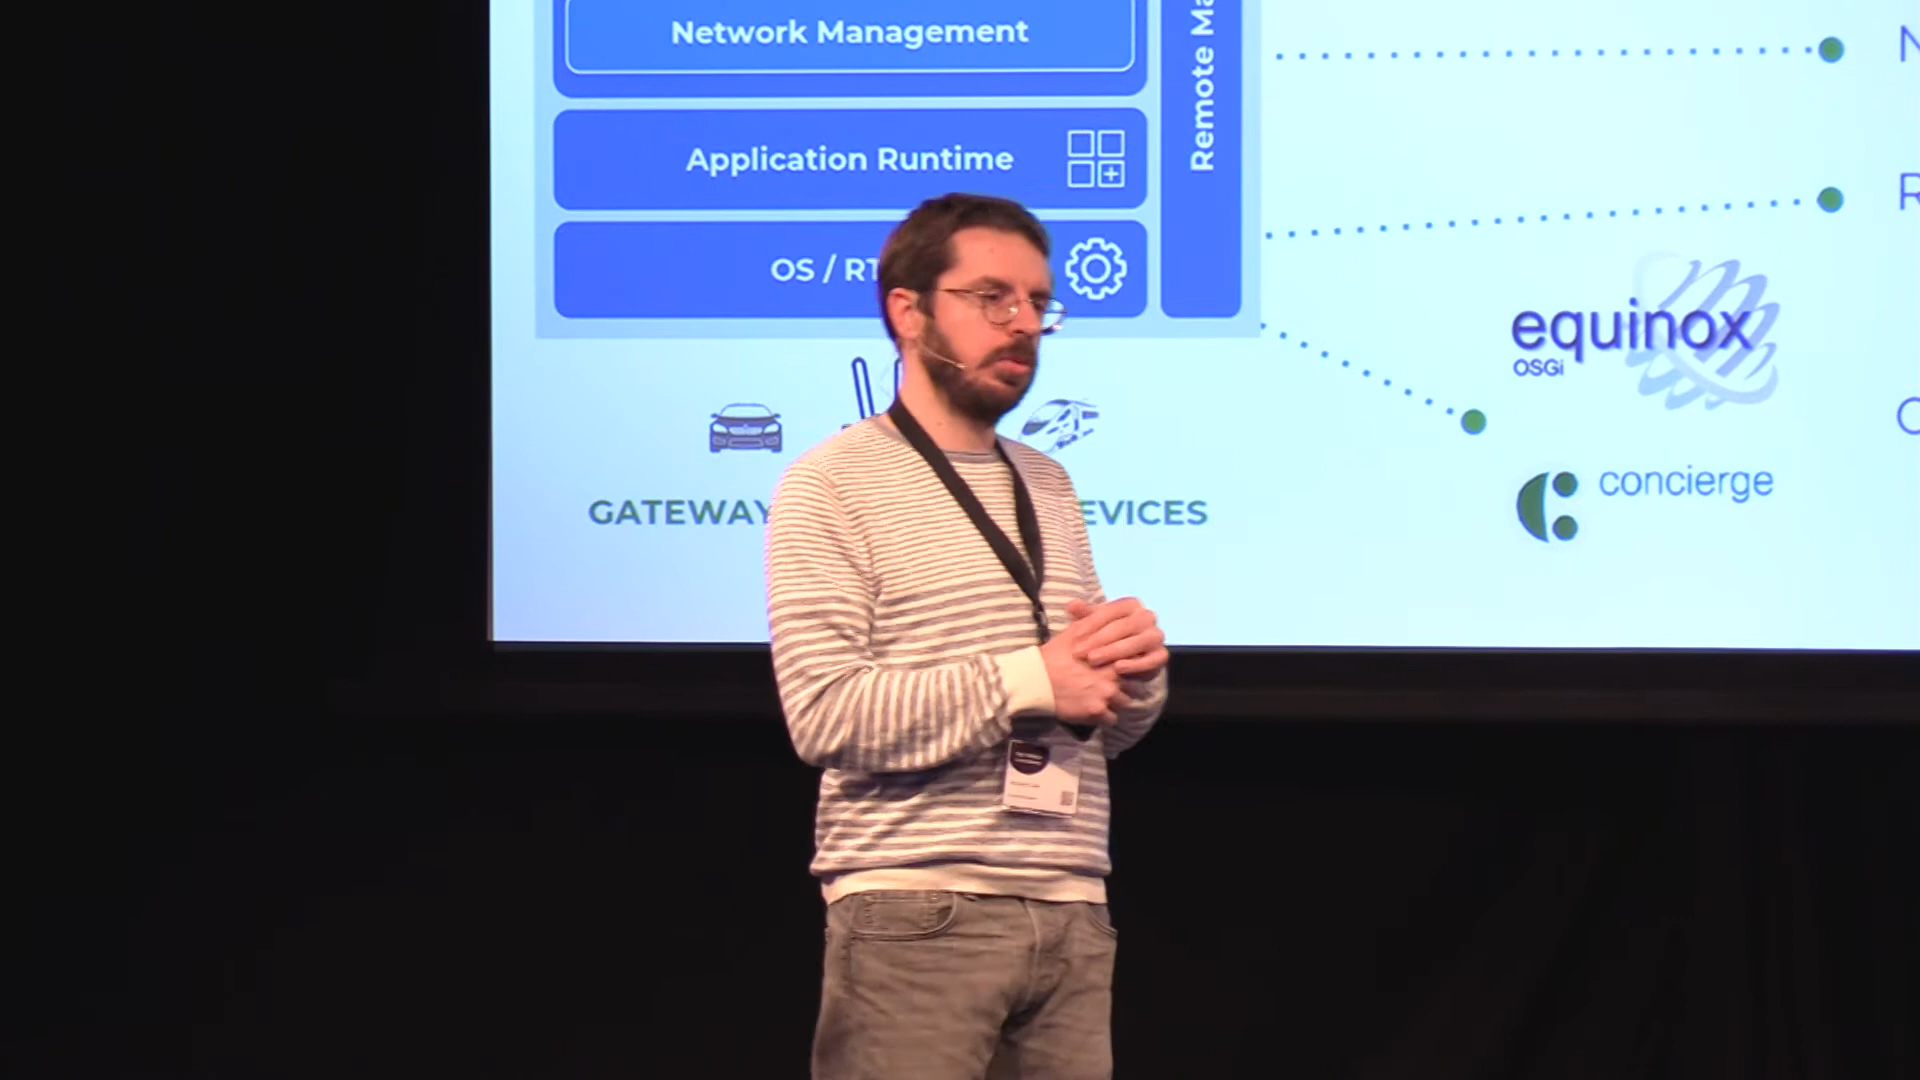 Network Management
Remote Ma
Application Runtime
OS / RT
equinox
OSGi
concierge
GATEWAY
EVICES